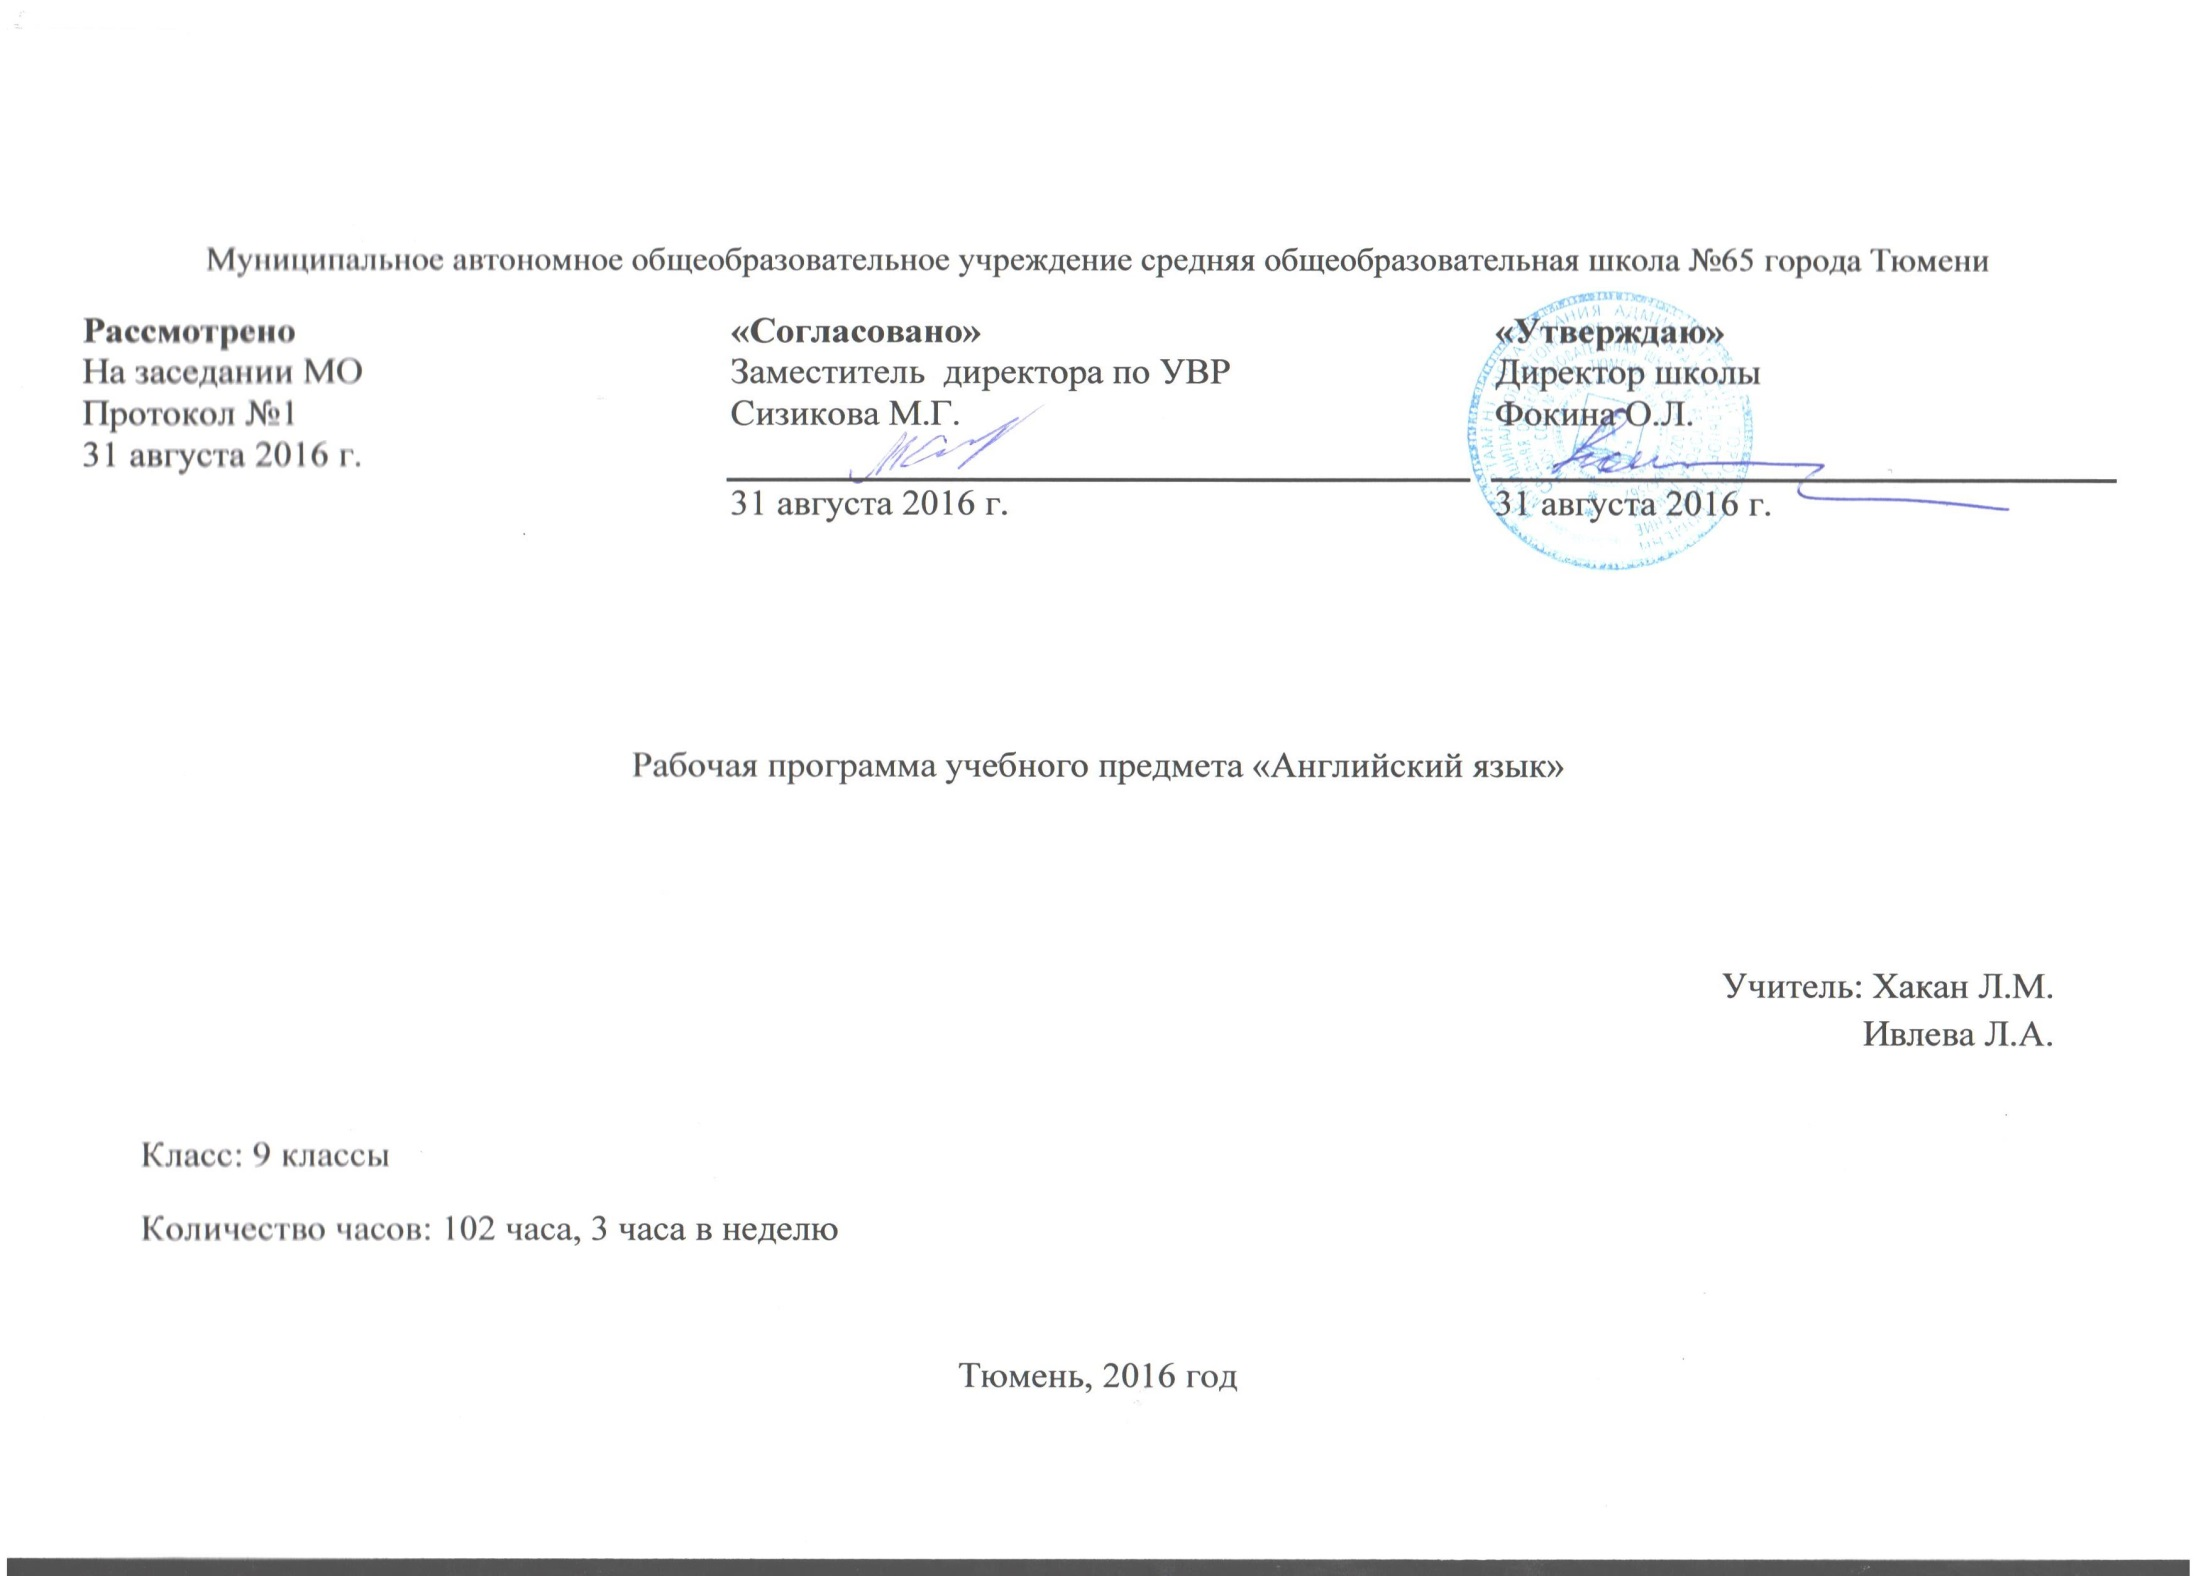 Муниципальное автономное общеобразовательное учреждение средняя общеобразовательная школа №65 города Тюмени
Рассмотрено
На заседании МО
Протокол №1
31 августа 2016 г.
«Согласовано»
Заместитель  директора по УВР
Сизикова М.Г.
31 августа 2016 г.
«Утверждаю»
Директор школы
Фокина О.Л.
31 августа 2016 г.
Рабочая программа учебного предмета «Английский язык»
Учитель: Хакан Л.М.
Ивлева Л.А.
Класс: 9 классы
Количество часов: 102 часа, 3 часа в неделю
Тюмень, 2016 год